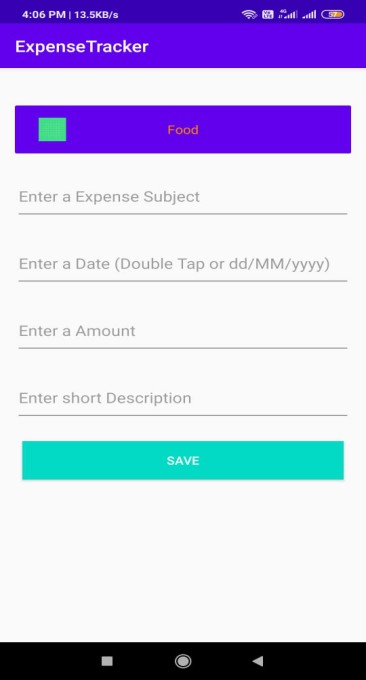 4:06 PM | 13.5KB/s
ExpenseTracker
Food
Enter a Expense Subject
Enter a Date (Double Tap or dd/MM/yyyy)
Enter a Amount
Enter short Description
SAVE